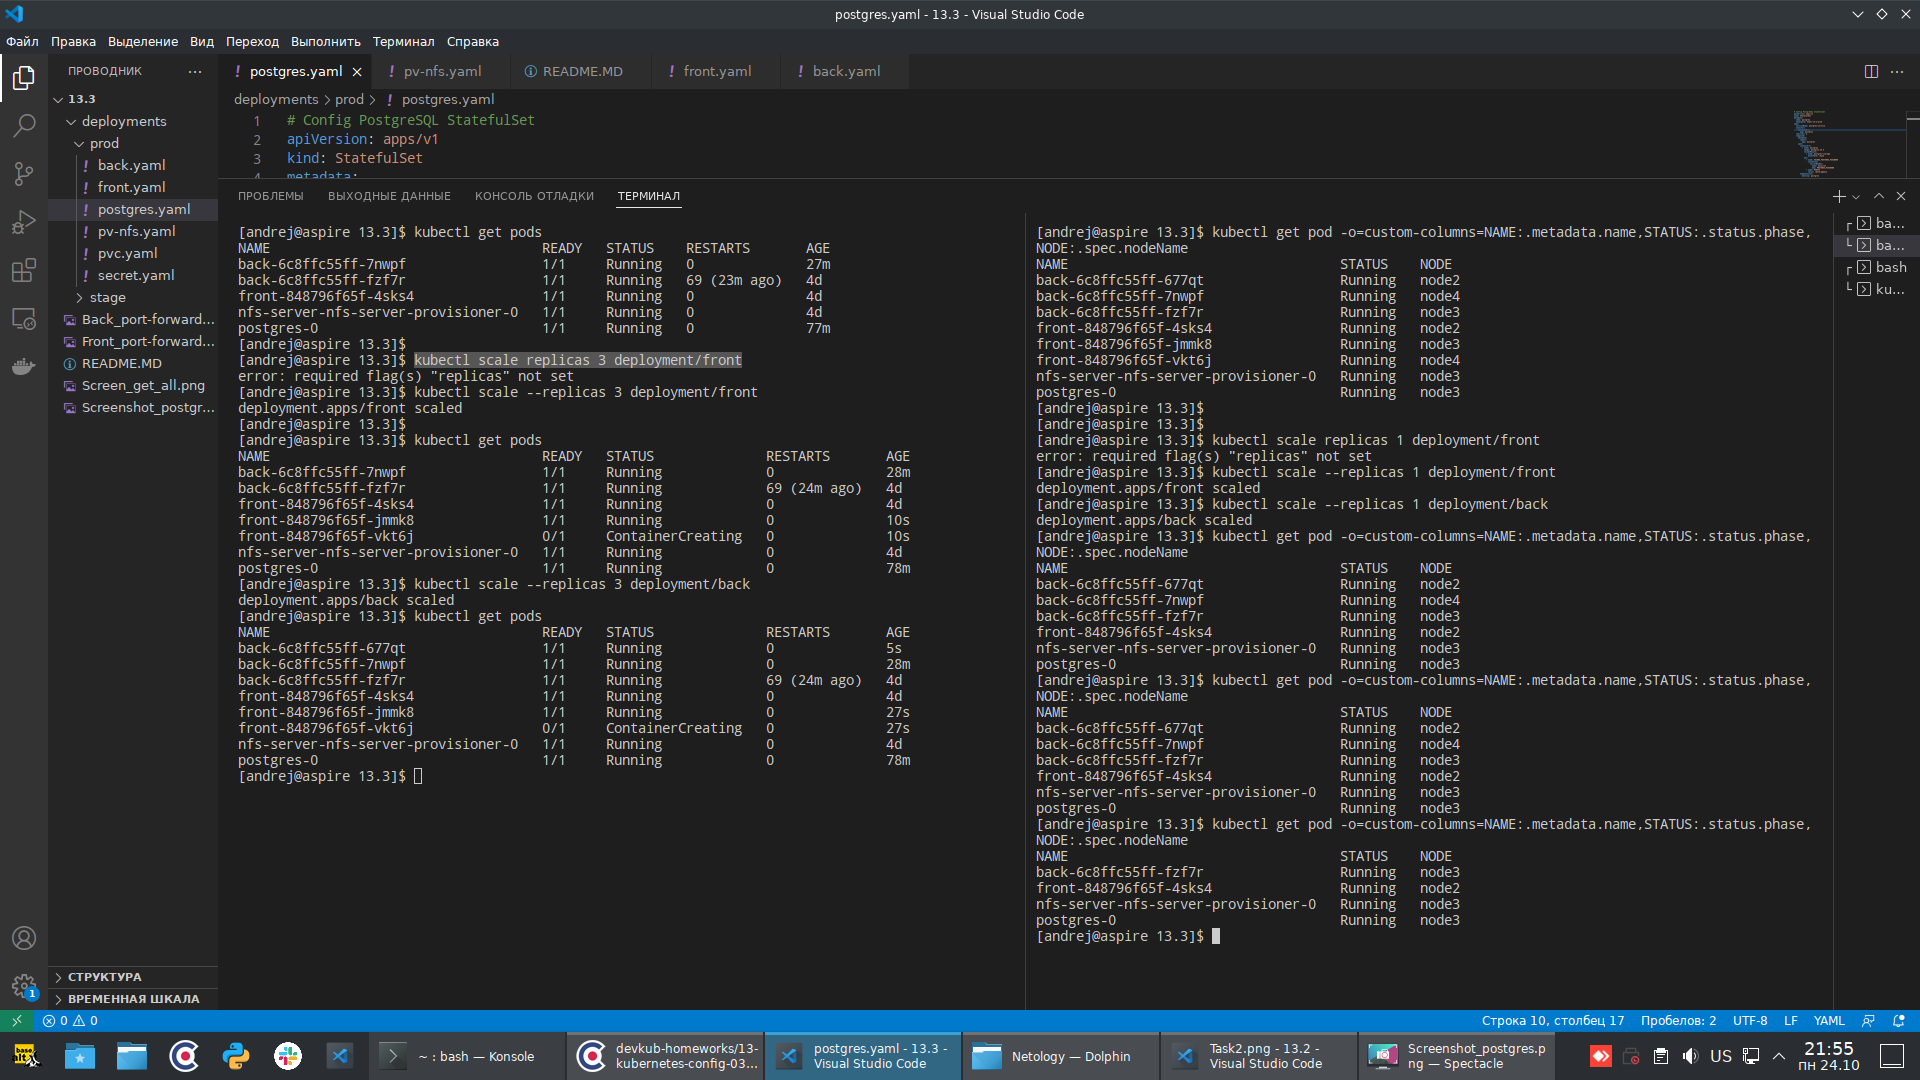 postgres.yaml - 13.3 - Visual Studio Code
Файл Правка Выделение Вид Переход Выполнить Терминал Справка
ПРОВОДНИК
13.3
deployments
prod
back.yaml
front.yaml
postgres.yaml
pv-nfs.yaml
pvc.yaml
secret.yaml
stage
Back_port-forward...
Front_port-forward...
README.MD
Screen_get_all.png
Screenshot_postgr...
СТРУКТУРА
ВРЕМЕННАЯ ШКАЛА
postgres.yaml pv-nfs.yaml README.MD front.yaml back.yaml
deployments > prod > postgres.yaml
1 # Config PostgreSQL StatefulSet
2 apiVersion: apps/v1
3 kind: StatefulSet
4 metadata:
ПРОБЛЕМЫ ВЫХОДНЫЕ ДАННЫЕ КОНСОЛЬ ОТЛАДКИ ТЕРМИНАЛ
[andrej@aspire 13.3]$ kubectl get pods
NAME READY STATUS RESTARTS AGE
back-6c8ffc55ff-7nwpf 1/1 Running 0 27m
back-6c8ffc55ff-fzf7r 1/1 Running 69 (23m ago) 4d
front-848796f65f-4sks4 1/1 Running 0 4d
nfs-server-nfs-server-provisioner-0 1/1 Running 0 4d
postgres-0 1/1 Running 0 77m
[andrej@aspire 13.3]$
[andrej@aspire 13.3]$ kubectl scale replicas 3 deployment/front
error: required flag(s) "replicas" not set
[andrej@aspire 13.3]$ kubectl scale --replicas 3 deployment/front
deployment.apps/front scaled
[andrej@aspire 13.3]$
[andrej@aspire 13.3]$ kubectl get pods
NAME READY STATUS RESTARTS AGE
back-6c8ffc55ff-7nwpf 1/1 Running 0 28m
back-6c8ffc55ff-fzf7r 1/1 Running 69 (24m ago) 4d
front-848796f65f-4sks4 1/1 Running 0 4d
front-848796f65f-jmmk8 1/1 Running 0 10s
front-848796f65f-vkt6j 0/1 ContainerCreating 0 10s
nfs-server-nfs-server-provisioner-0 1/1 Running 0 4d
postgres-0 1/1 Running 0 78m
[andrej@aspire 13.3]$ kubectl scale --replicas 3 deployment/back
deployment.apps/back scaled
[andrej@aspire 13.3]$ kubectl get pods
NAME READY STATUS RESTARTS AGE
back-6c8ffc55ff-677qt 1/1 Running 0 5s
back-6c8ffc55ff-7nwpf 1/1 Running 0 28m
back-6c8ffc55ff-fzf7r 1/1 Running 69 (24m ago) 4d
front-848796f65f-4sks4 1/1 Running 0 4d
front-848796f65f-jmmk8 1/1 Running 0 27s
front-848796f65f-vkt6j 0/1 ContainerCreating 0 27s
nfs-server-nfs-server-provisioner-0 1/1 Running 0 4d
postgres-0 1/1 Running 0 78m
[andrej@aspire 13.3]$
[andrej@aspire 13.3]$ kubectl get pod -o=custom-columns=NAME:.metadata.name,STATUS:.status.phase,
NODE:.spec.nodeName
NAME STATUS NODE
back-6c8ffc55ff-677qt Running node2
back-6c8ffc55ff-7nwpf Running node4
back-6c8ffc55ff-fzf7r Running node3
front-848796f65f-4sks4 Running node2
front-848796f65f-jmmk8 Running node3
front-848796f65f-vkt6j Running node4
nfs-server-nfs-server-provisioner-0 Running node3
postgres-0 Running node3
[andrej@aspire 13.3]$
[andrej@aspire 13.3]$
[andrej@aspire 13.3]$ kubectl scale replicas 1 deployment/front
error: required flag(s) "replicas" not set
[andrej@aspire 13.3]$ kubectl scale --replicas 1 deployment/front
deployment.apps/front scaled
[andrej@aspire 13.3]$ kubectl scale --replicas 1 deployment/back
deployment.apps/back scaled
[andrej@aspire 13.3]$ kubectl get pod -o=custom-columns=NAME:.metadata.name,STATUS:.status.phase,
NODE:.spec.nodeName
NAME STATUS NODE
back-6c8ffc55ff-677qt Running node2
back-6c8ffc55ff-7nwpf Running node4
back-6c8ffc55ff-fzf7r Running node3
front-848796f65f-4sks4 Running node2
nfs-server-nfs-server-provisioner-0 Running node3
postgres-0 Running node3
[andrej@aspire 13.3]$ kubectl get pod -o=custom-columns=NAME:.metadata.name,STATUS:.status.phase,
NODE:.spec.nodeName
NAME STATUS NODE
back-6c8ffc55ff-677qt Running node2
back-6c8ffc55ff-7nwpf Running node4
back-6c8ffc55ff-fzf7r Running node3
front-848796f65f-4sks4 Running node2
nfs-server-nfs-server-provisioner-0 Running node3
postgres-0 Running node3
[andrej@aspire 13.3]$ kubectl get pod -o=custom-columns=NAME:.metadata.name,STATUS:.status.phase,
NODE:.spec.nodeName
NAME STATUS NODE
back-6c8ffc55ff-fzf7r Running node3
front-848796f65f-4sks4 Running node2
nfs-server-nfs-server-provisioner-0 Running node3
postgres-0 Running node3
[andrej@aspire 13.3]$
ba...
ba...
bash
ku...
1
0 0
Строка 10, столбец 17 Пробелов: 2 UTF-8 LF YAML
~ : bash — Konsole
devkub-homeworks/13-
kubernetes-config-03...
postgres.yaml - 13.3 -
Visual Studio Code
Netology — Dolphin
Task2.png - 13.2 -
Visual Studio Code
Screenshot_postgres.p
ng — Spectacle
US
21:55
пн 24.10